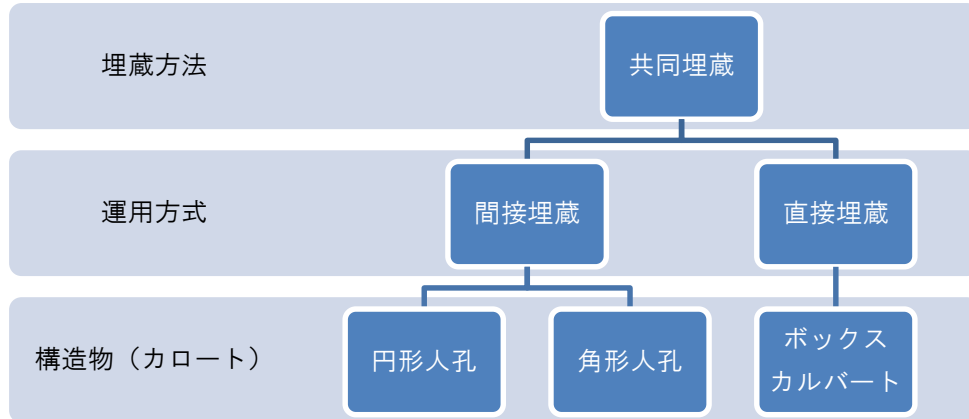 埋蔵方法
共同埋蔵
運用方式
間接埋蔵
直接埋蔵
構造物（カロート）
円形人孔
角形人孔
ボックス
カルバート